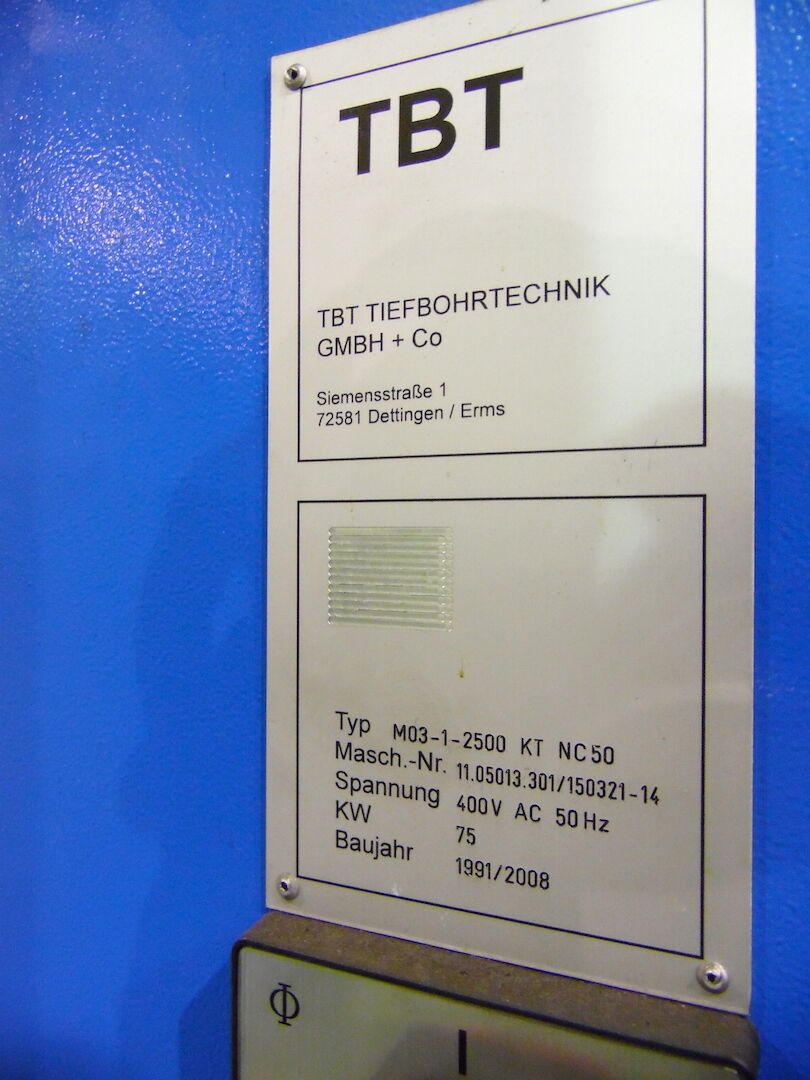 TBT
TBT TIEFBOHRTECHNIK
GMBH + Co
Siemensstraße 1
72581 Dettingen / Erms
Typ M03-1-2500 KT NC50
Masch.-Nr. 11.05013.301/150321-14
Spannung 400V AC 50Hz
KW 75
Baujahr 1991/2008
Φ
I